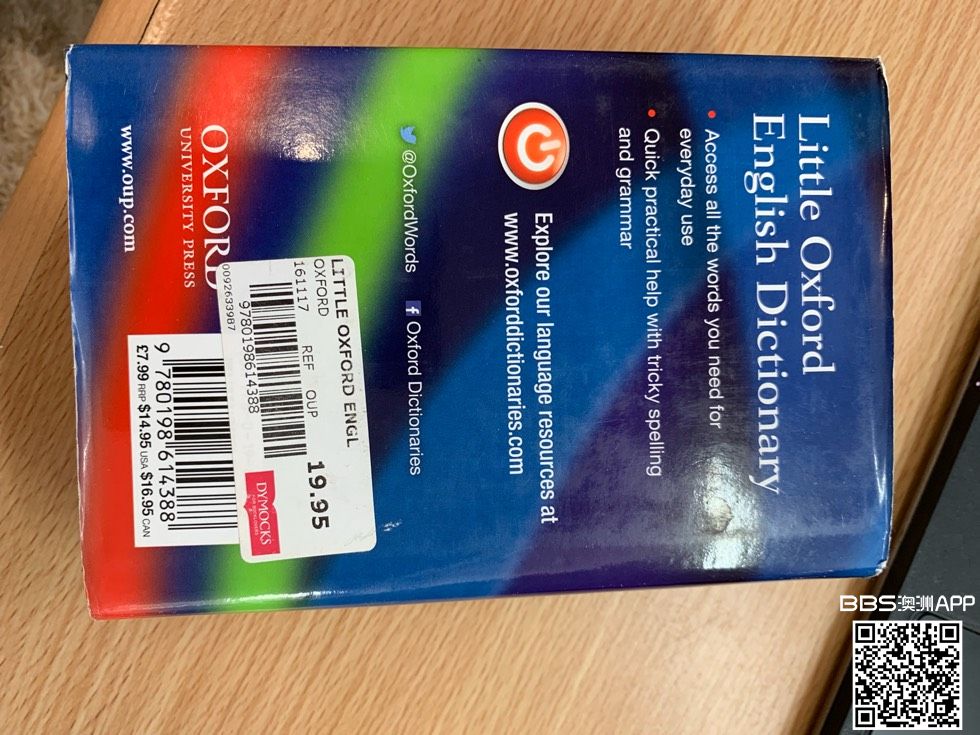 Little Oxford
English Dictionary
• Access all the words you need for
everyday use
• Quick practical help with tricky spelling
and grammar
Explore our language resources at
www.oxforddictionaries.com
@OxfordWords
f Oxford Dictionaries
OXFORD
UNIVERSITY PRESS
www.oup.com
LITTLE OXFORD ENGL
OXFORD
161117 REF OUP
19.95
9780198614388
0092633987
DYMOCKS
9 780198 614388
£7.99 RRP $14.95 USA $16.95 CAN
BBS澳洲APP